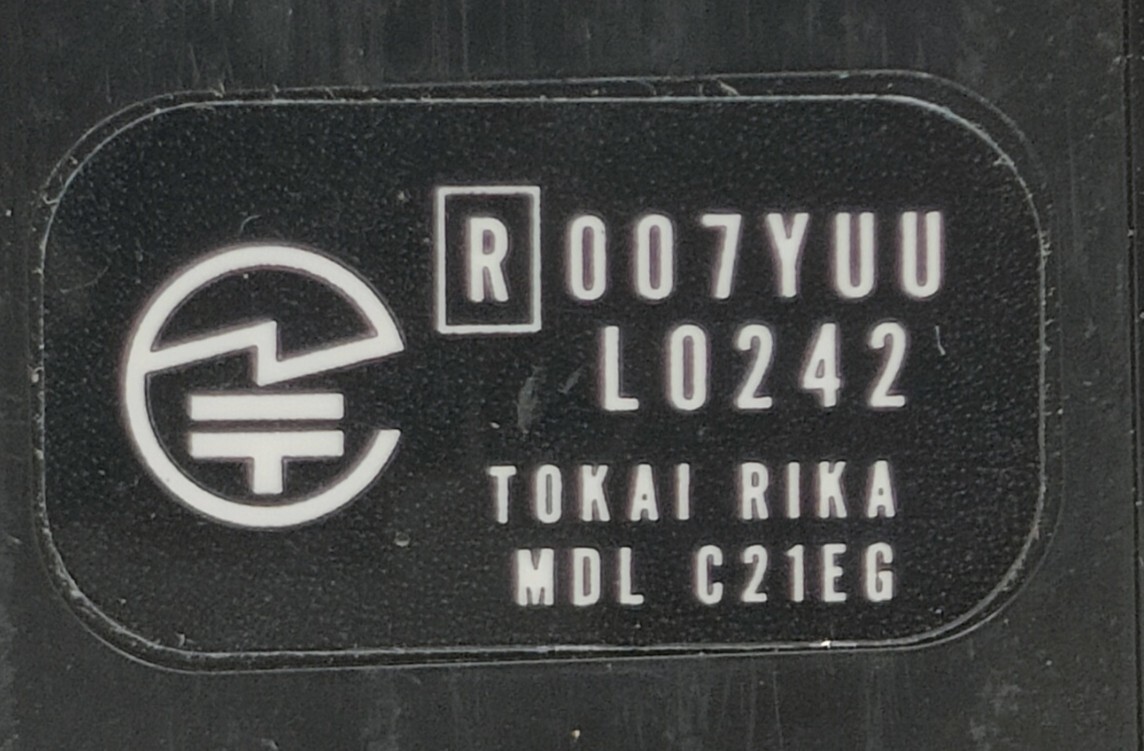 R 007YUU
L0242
TOKAI RIKA
MDL C21EG